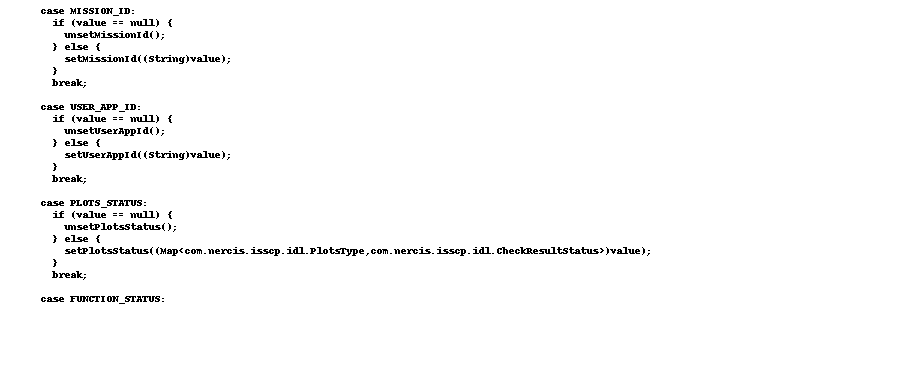 case MISSION_ID:
if (value == null) {
unsetMissionId();
} else {
setMissionId((String)value);
}
break;
case USER_APP_ID:
if (value == null) {
unsetUserAppId();
} else {
setUserAppId((String)value);
}
break;
case PLOTS_STATUS:
if (value == null) {
unsetPlotsStatus();
} else {
setPlotsStatus((Map<com.nercis.isscp.idl.PlotsType,com.nercis.isscp.idl.CheckResultStatus>)value);
}
break;
case FUNCTION_STATUS: